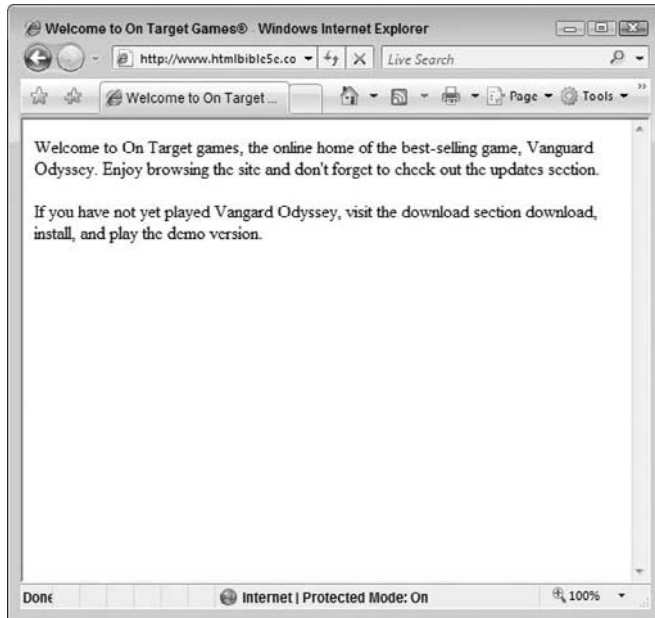 Welcome to On Target Games® - Windows Internet Explorer
http://www.htmlbible5e.co
Live Search
Welcome to On Target ...
Page
Tools
Welcome to On Target games, the online home of the best-selling game, Vanguard
Odyssey. Enjoy browsing the site and don't forget to check out the updates section.
If you have not yet played Vangard Odyssey, visit the download section download,
install, and play the demo version.
Done
Internet | Protected Mode: On
100%